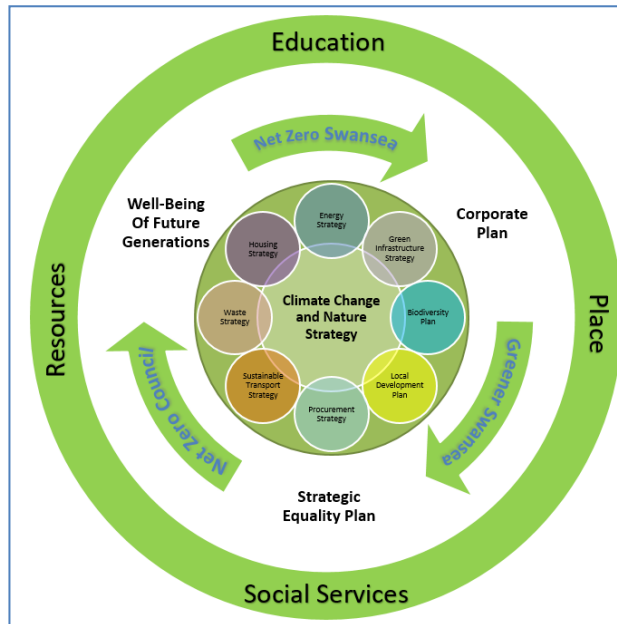 Education
Net Zero Swansea
Well-Being
Of Future
Generations
Corporate
Plan
Energy
Strategy
Housing
Strategy
Green
Infrastructure
Strategy
Resources
Place
Waste
Strategy
Climate Change
and Nature
Strategy
Biodiversity
Plan
Sustainable
Transport
Strategy
Local
Development
Plan
Procurement
Strategy
Net Zero Council
Greener Swansea
Strategic
Equality Plan
Social Services